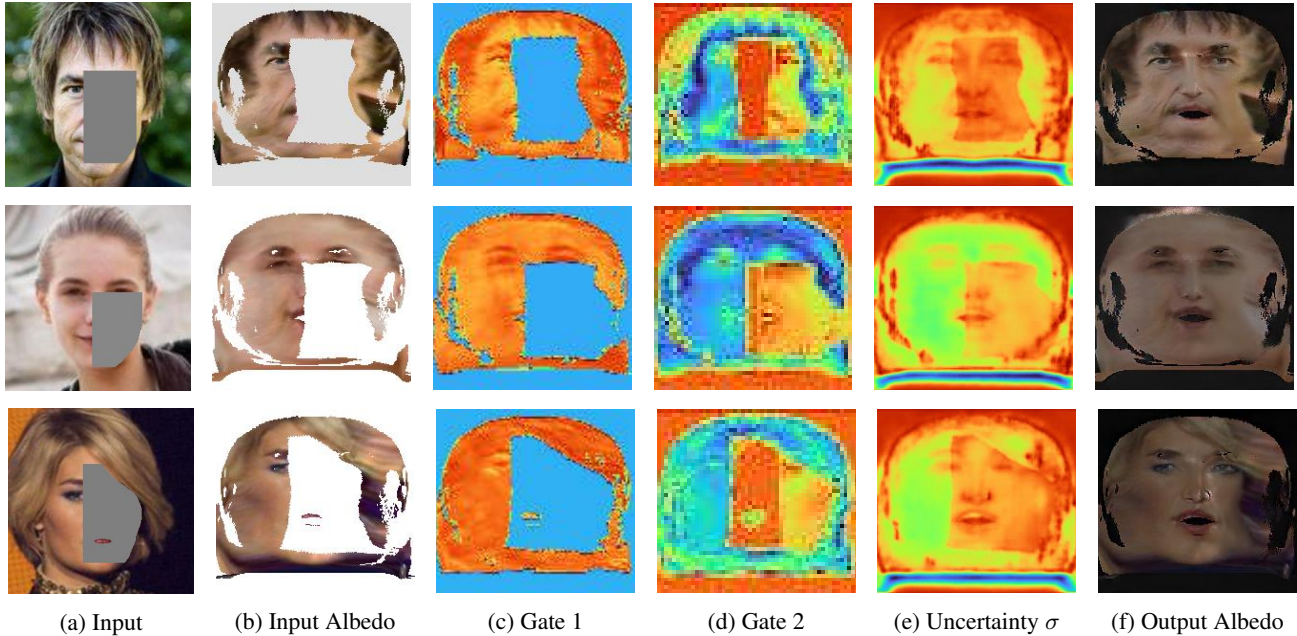 (a) Input
(b) Input Albedo
(c) Gate 1
(d) Gate 2
(e) Uncertainty σ
(f) Output Albedo